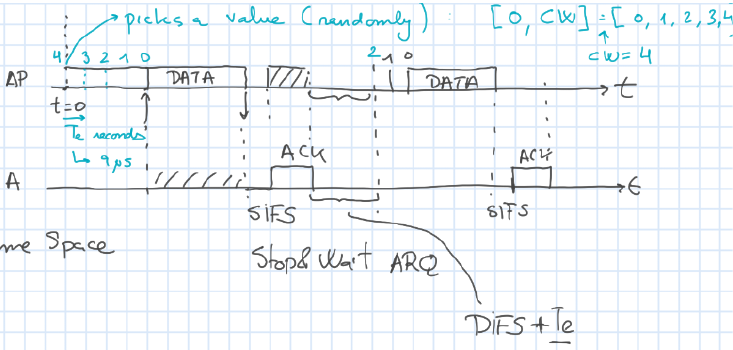 picks a value (randomly) : [0, CW] = [0, 1, 2, 3, 4
CW = 4
4 3 2 1 0
2 1 0
AP DATA DATA t
t=0
Te seconds
↳ 9 μs
ACK ACK
A t
SIFS SIFS
me Space
Stop& Wait ARQ
DIFS + Te